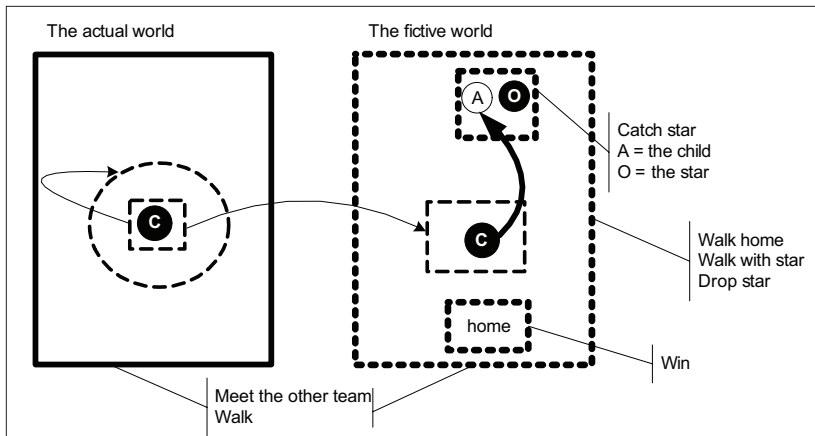 The actual world
The fictive world
A
O
Catch star
A = the child
O = the star
C
C
Walk home
Walk with star
Drop star
home
Win
Meet the other team
Walk